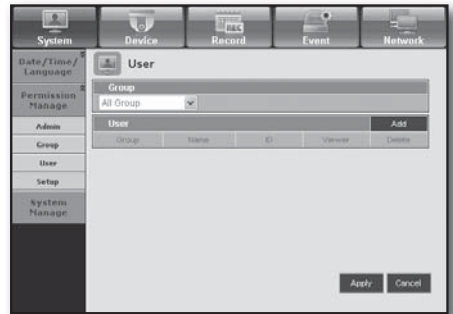 System Device Record Event Network
Date/Time/
Language
Permission
Manage
Admin
Group
User
Setup
System
Manage
User
Group
All Group
User Add
Group Name ID Viewer Delete
Apply Cancel